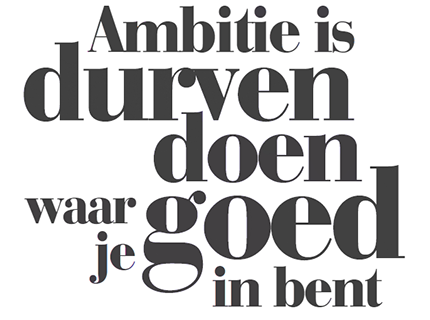 Ambitie is
durven
doen
waar
je goed
in bent